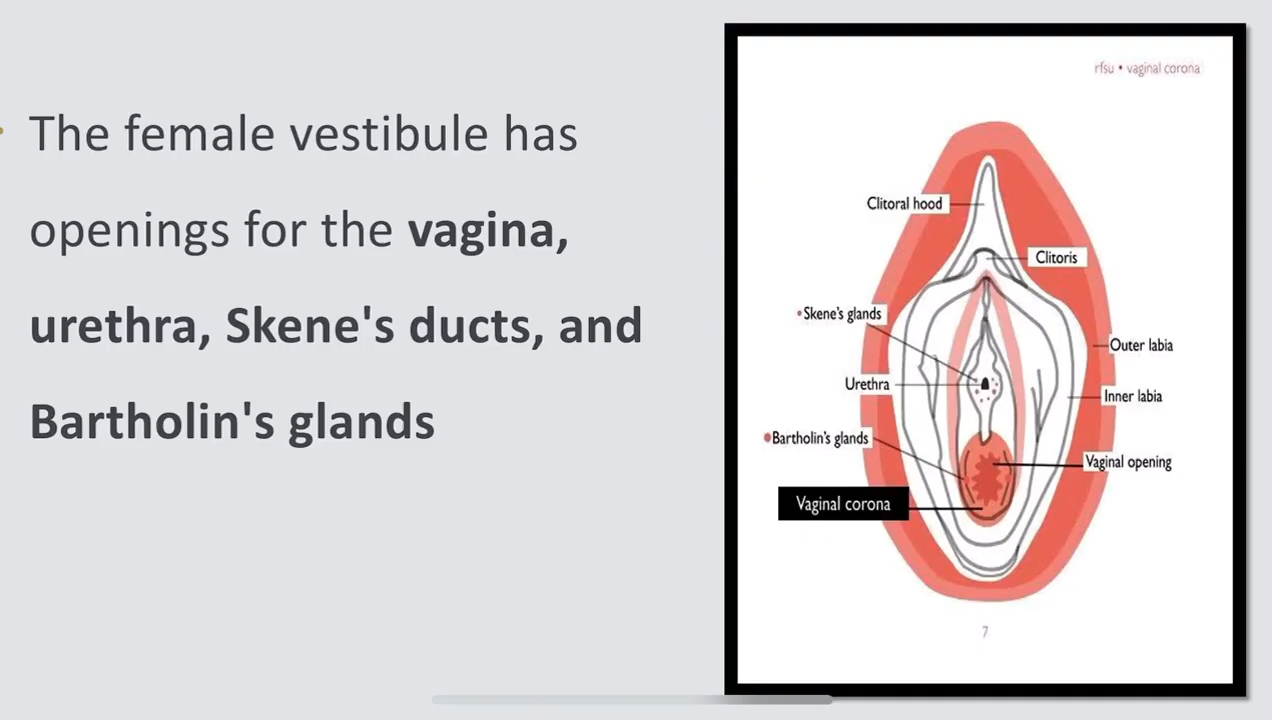 The female vestibule has
openings for the vagina,
urethra, Skene's ducts, and
Bartholin's glands
rfsu • vaginal corona
Clitoral hood
Clitoris
Skene's glands
Outer labia
Urethra
Inner labia
Bartholin's glands
Vaginal opening
Vaginal corona
7